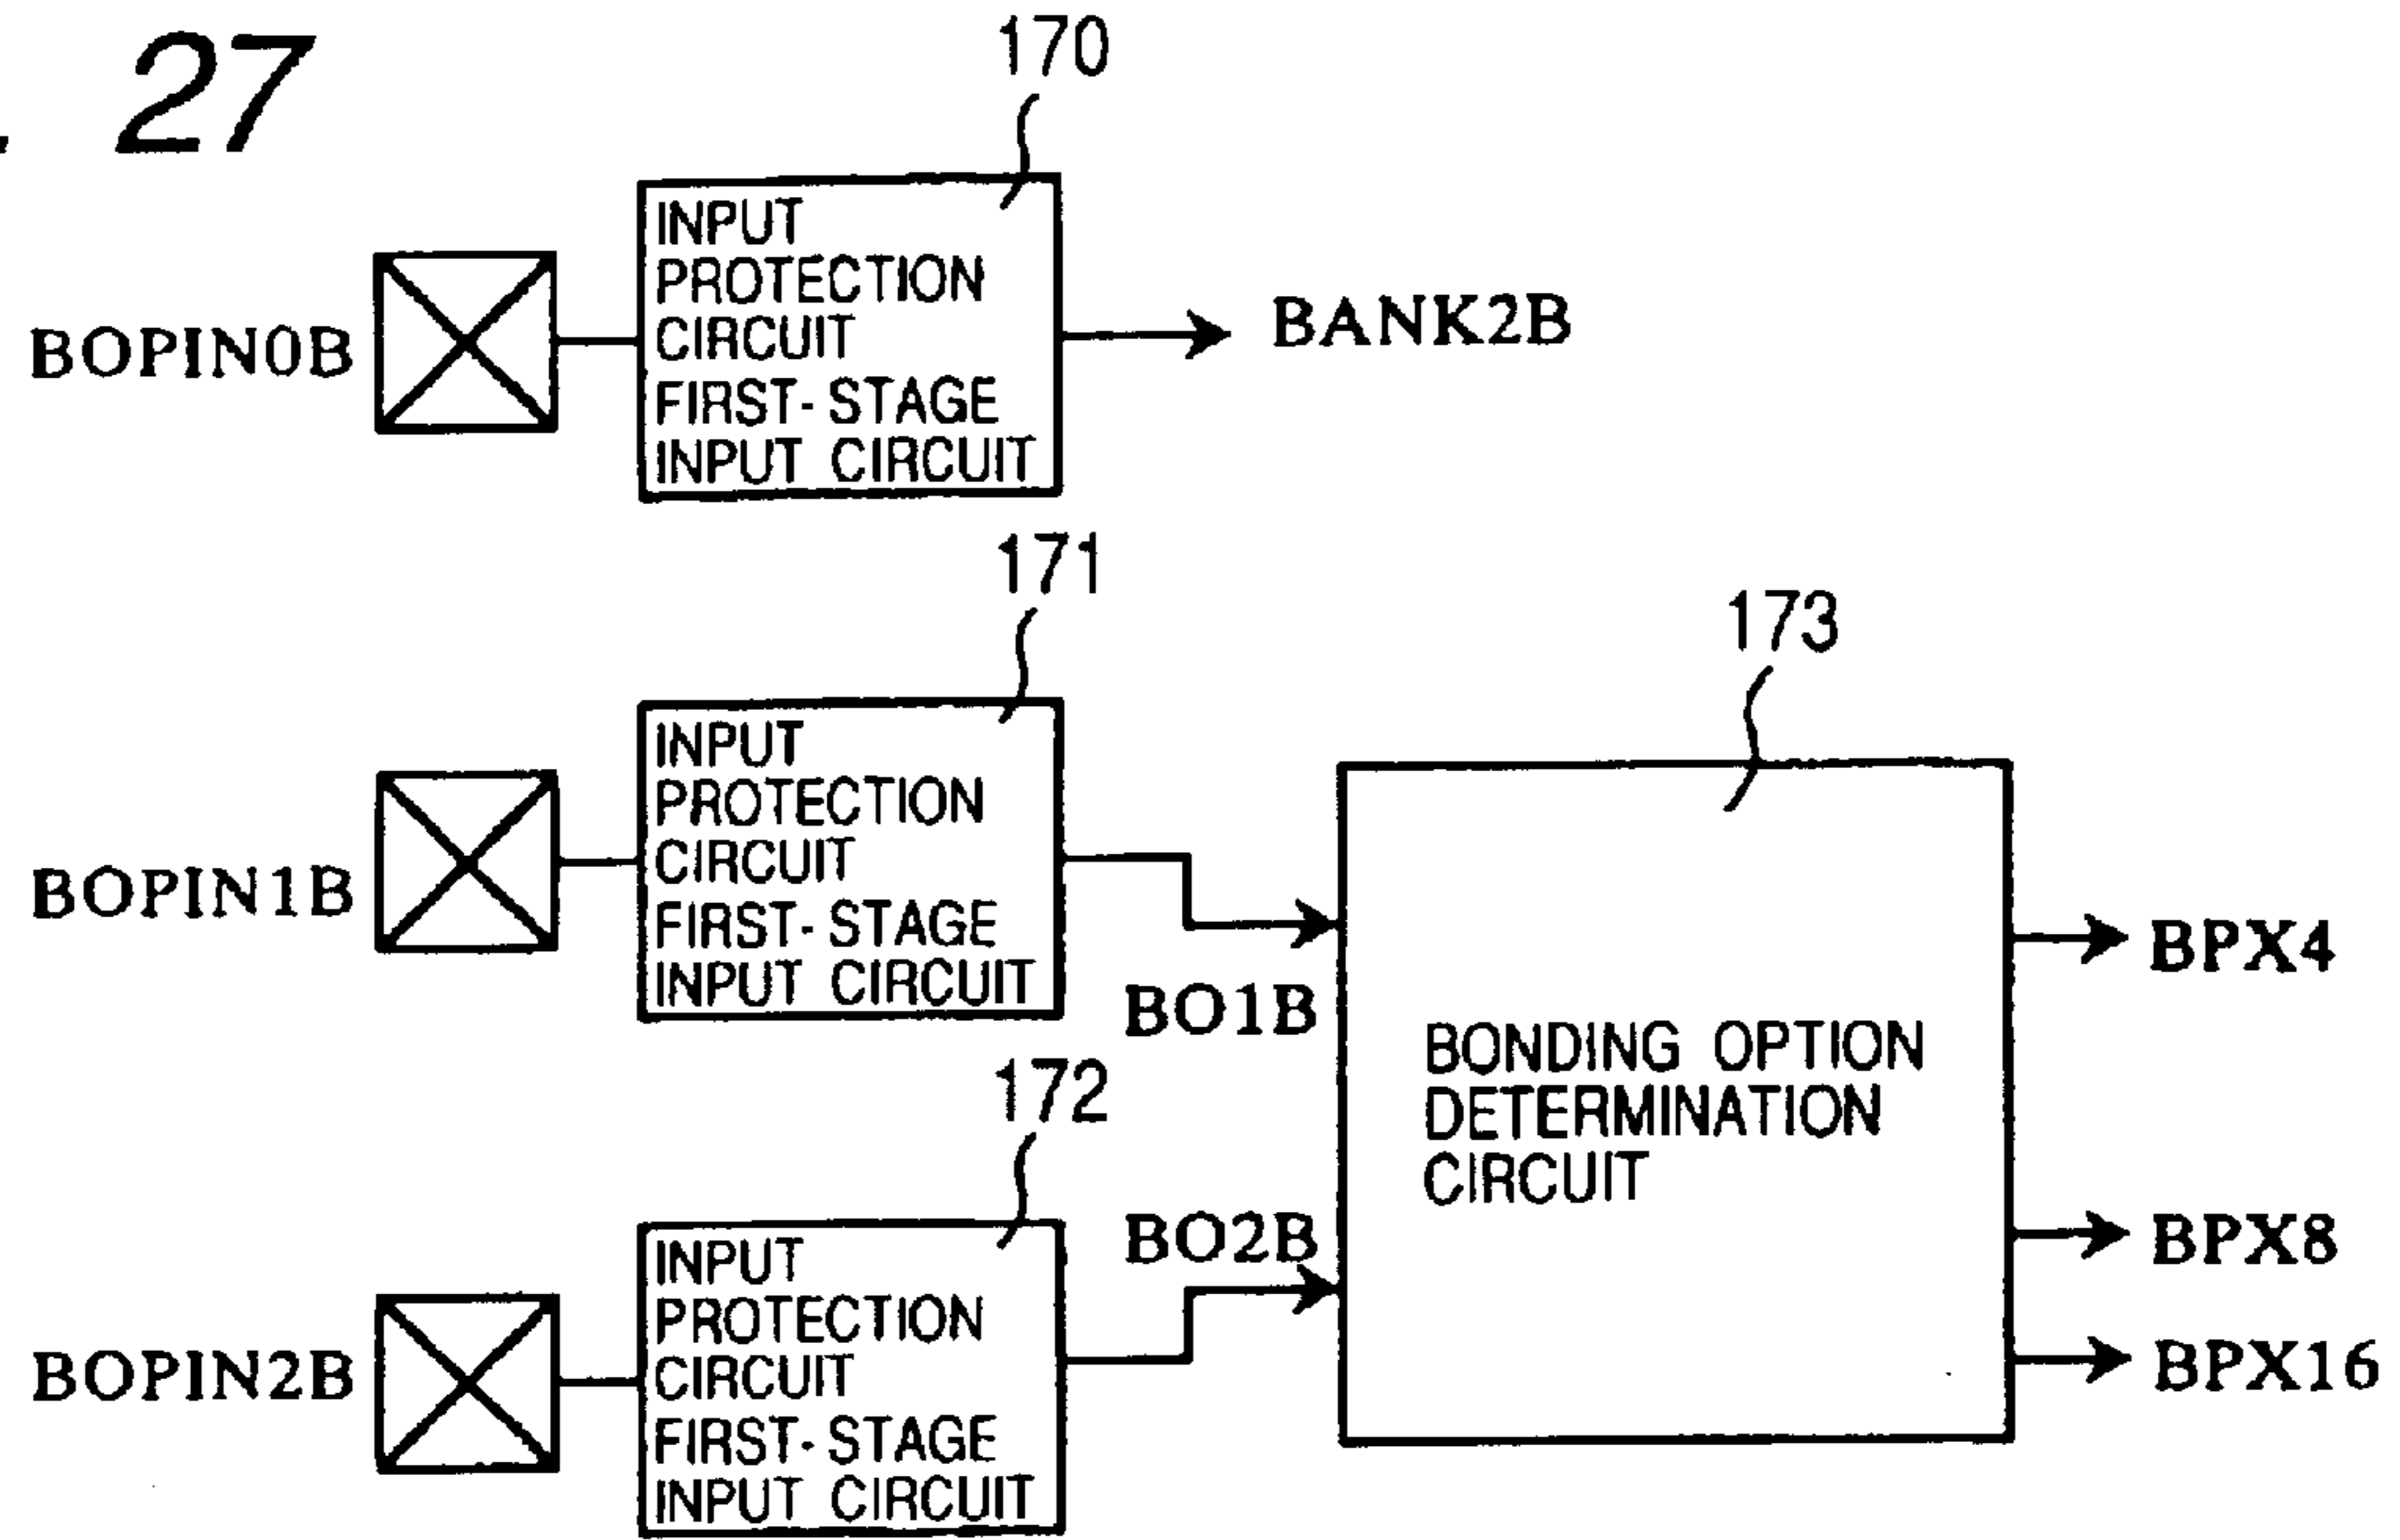 27
170
INPUT
PROTECTION
CIRCUIT
FIRST-STAGE
INPUT CIRCUIT
BOPIN0B
BANK2B
171
INPUT
PROTECTION
CIRCUIT
FIRST-STAGE
INPUT CIRCUIT
BOPIN1B
BO1B
172
INPUT
PROTECTION
CIRCUIT
FIRST-STAGE
INPUT CIRCUIT
BOPIN2B
BO2B
173
BONDING OPTION
DETERMINATION
CIRCUIT
BPX4
BPX8
BPX16